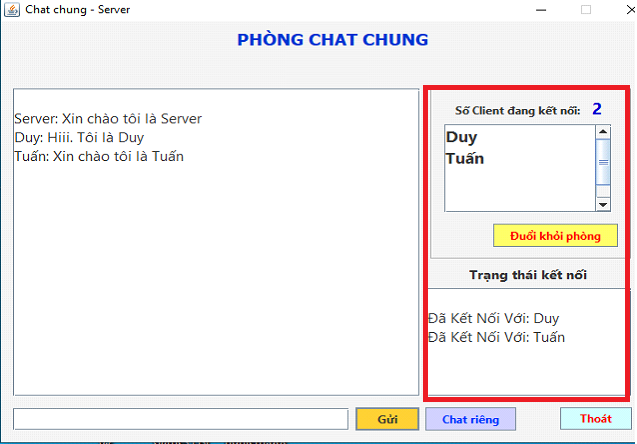 Chat chung - Server
PHÒNG CHAT CHUNG
Server: Xin chào tôi là Server
Duy: Hiii. Tôi là Duy
Tuấn: Xin chào tôi là Tuấn
Số Client đang kết nối: 2
Duy
Tuấn
Đuổi khỏi phòng
Trạng thái kết nối
Đã Kết Nối Với: Duy
Đã Kết Nối Với: Tuấn
Gửi
Chat riêng
Thoát